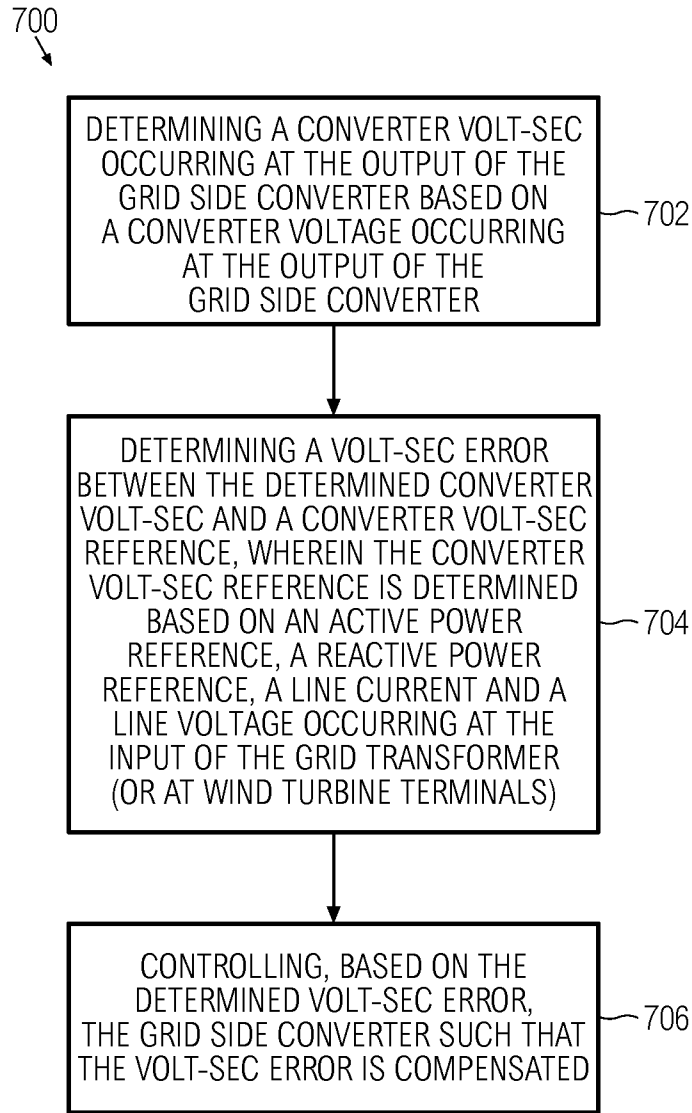 700
DETERMINING A CONVERTER VOLT-SEC
OCCURRING AT THE OUTPUT OF THE
GRID SIDE CONVERTER BASED ON
A CONVERTER VOLTAGE OCCURRING
AT THE OUTPUT OF THE
GRID SIDE CONVERTER
702
DETERMINING A VOLT-SEC ERROR
BETWEEN THE DETERMINED CONVERTER
VOLT-SEC AND A CONVERTER VOLT-SEC
REFERENCE, WHEREIN THE CONVERTER
VOLT-SEC REFERENCE IS DETERMINED
BASED ON AN ACTIVE POWER
REFERENCE, A REACTIVE POWER
REFERENCE, A LINE CURRENT AND A
LINE VOLTAGE OCCURRING AT THE
INPUT OF THE GRID TRANSFORMER
(OR AT WIND TURBINE TERMINALS)
704
CONTROLLING, BASED ON THE
DETERMINED VOLT-SEC ERROR,
THE GRID SIDE CONVERTER SUCH THAT
THE VOLT-SEC ERROR IS COMPENSATED
706